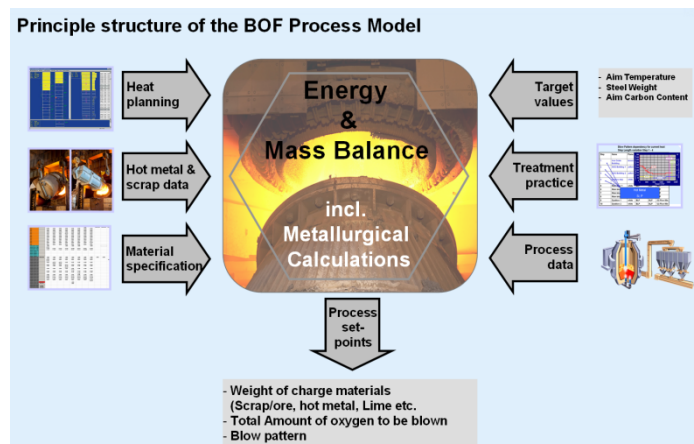 Principle structure of the BOF Process Model
Heat
planning
Energy
&
Mass Balance
incl.
Metallurgical
Calculations
Target
values
- Aim Temperature
- Steel Weight
- Aim Carbon Content
Hot metal &
scrap data
Treatment
practice
Material
specification
Process
data
Process
set-
points
- Weight of charge materials
(Scrap/ore, hot metal, Lime etc.
- Total Amount of oxygen to be blown
- Blow pattern